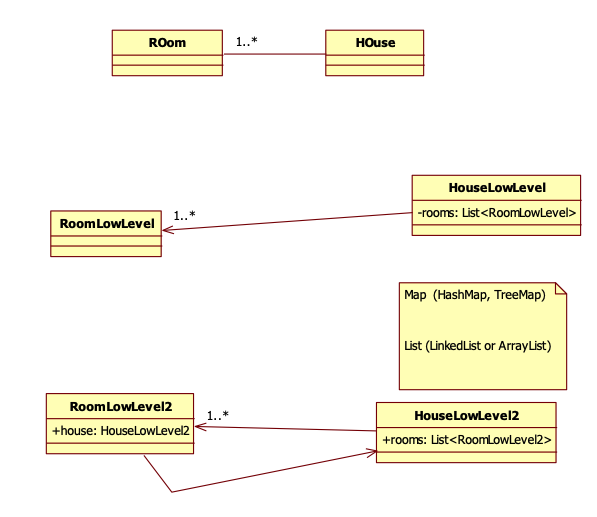 ROom
1..*
HOuse
HouseLowLevel
-rooms: List<RoomLowLevel>
1..*
RoomLowLevel
Map  (HashMap, TreeMap)
List (LinkedList or ArrayList)
RoomLowLevel2
+house: HouseLowLevel2
1..*
HouseLowLevel2
+rooms: List<RoomLowLevel2>